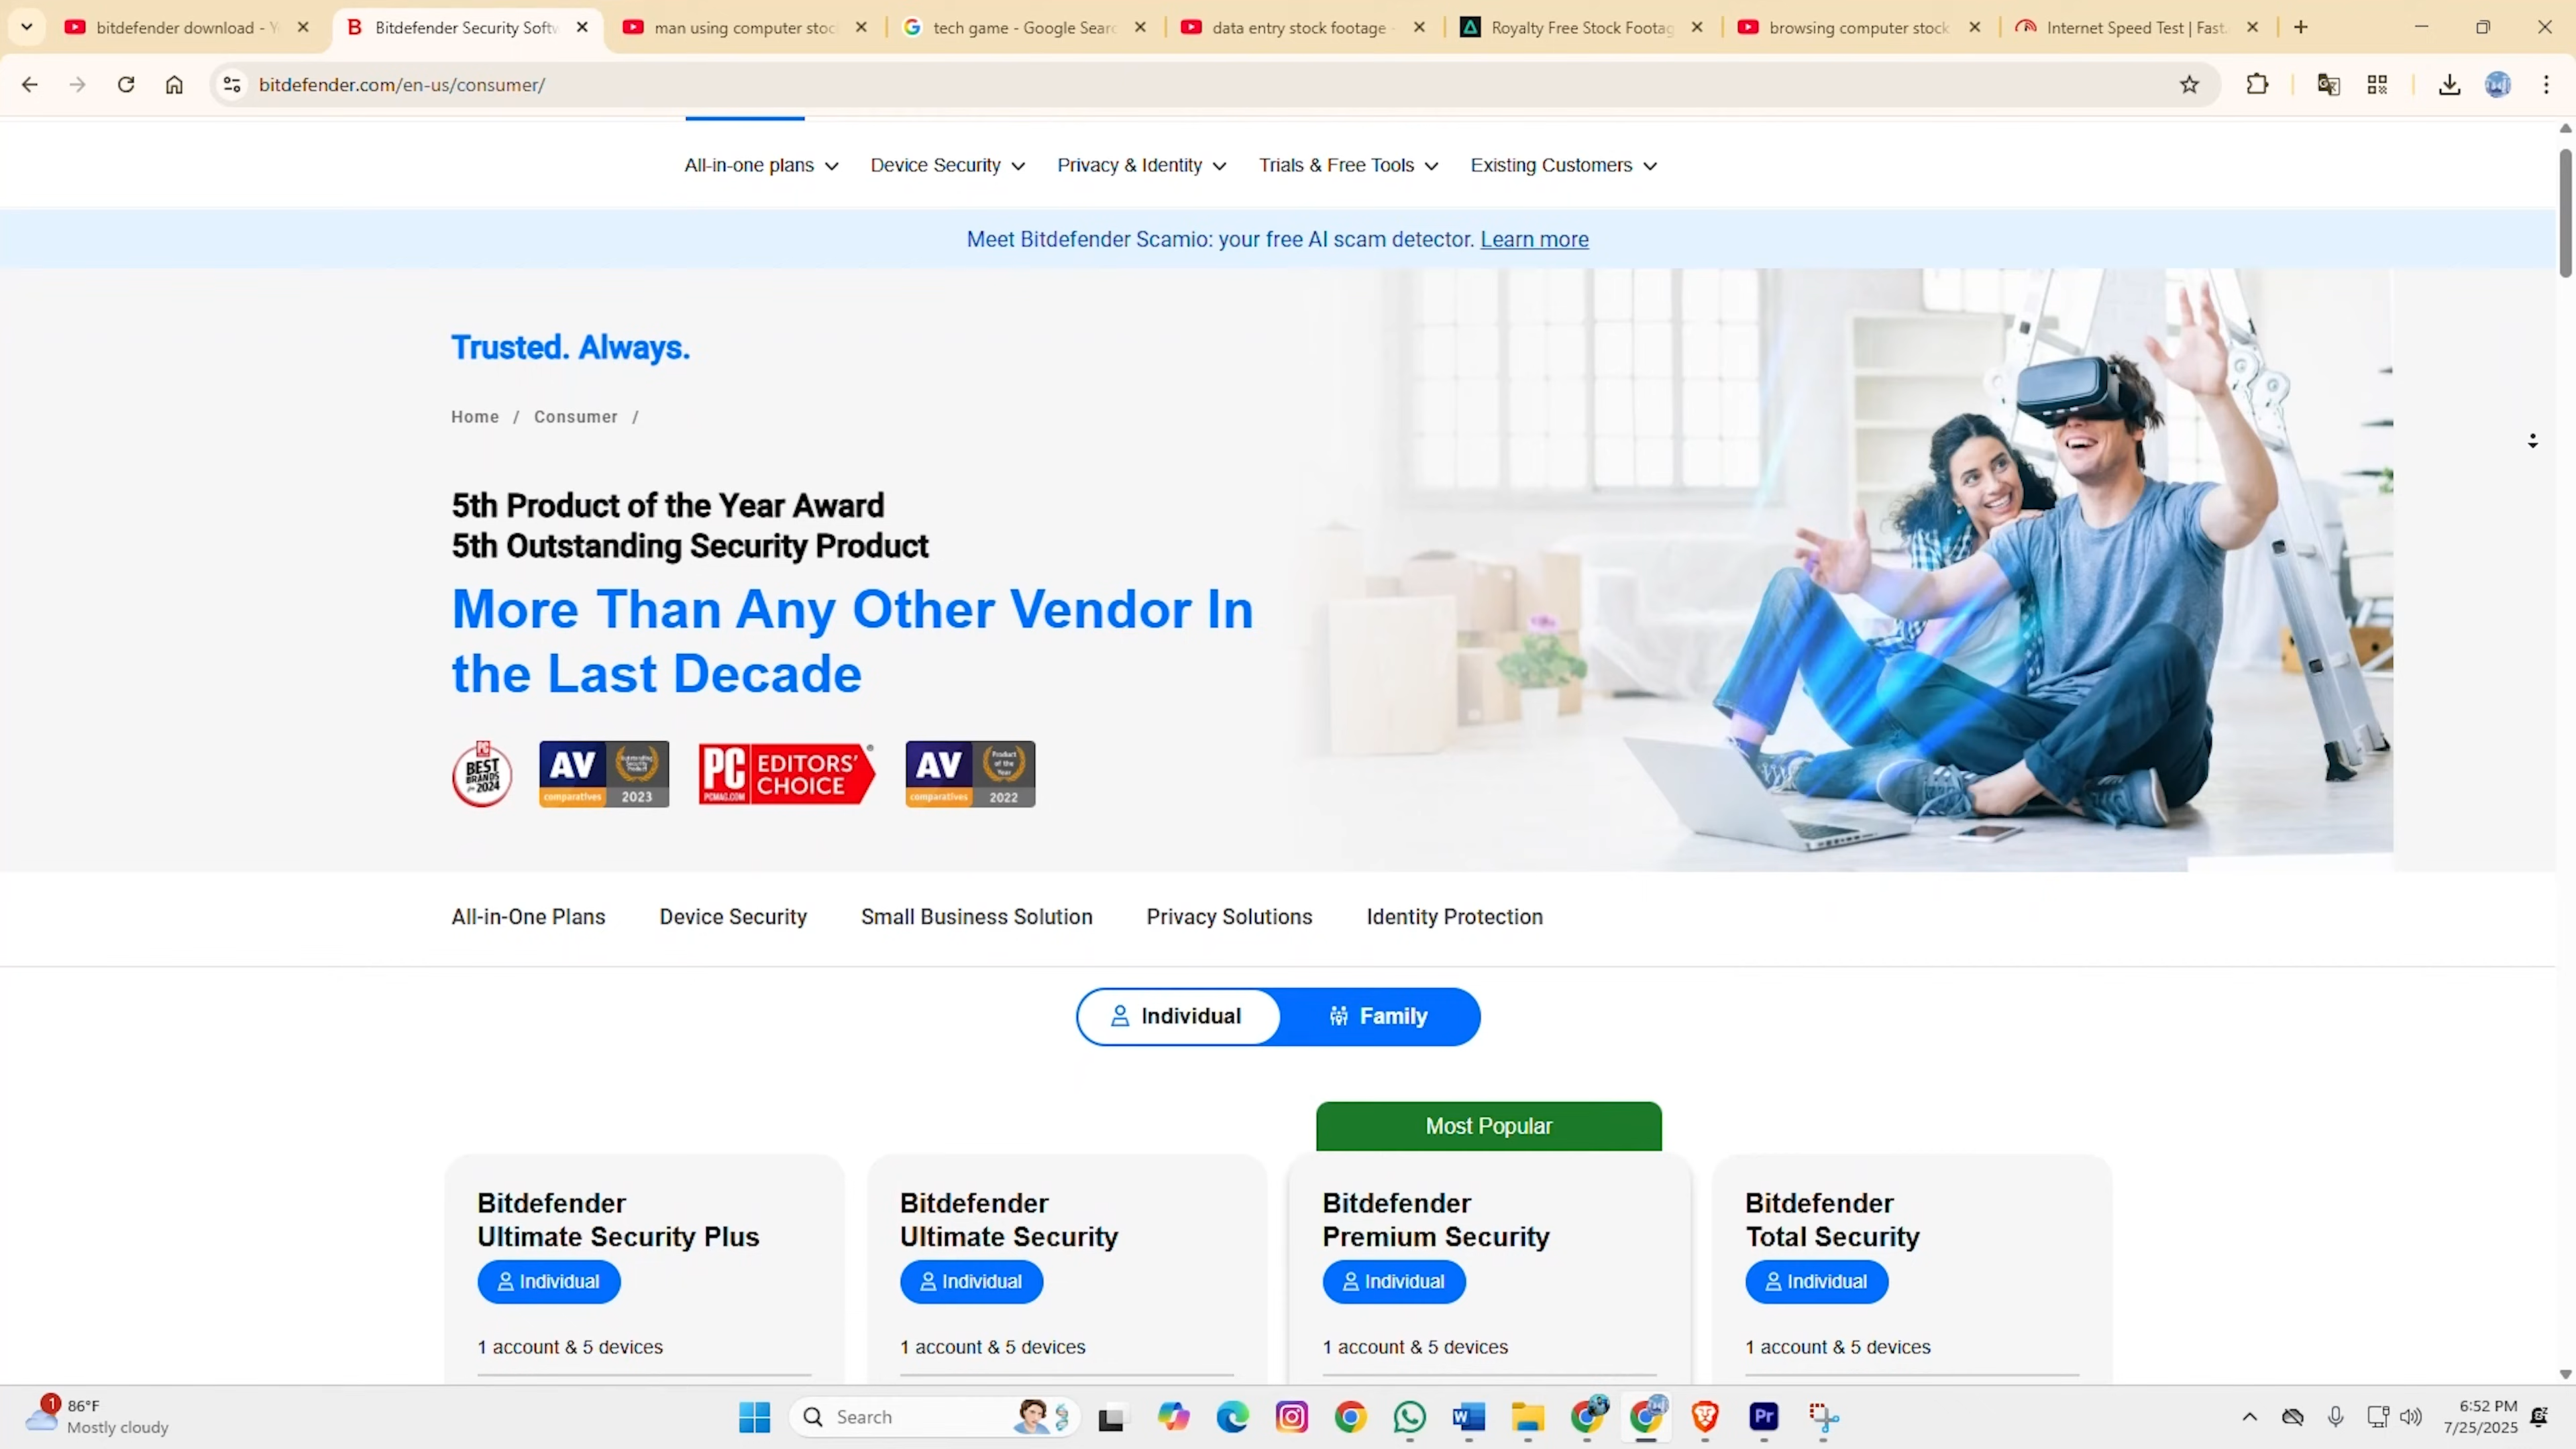 bitdefender download - Y
Bitdefender Security Softw
man using computer stoc
tech game - Google Searc
data entry stock footage -
Royalty Free Stock Footag
browsing computer stock
Internet Speed Test | Fast.
bitdefender.com/en-us/consumer/
All-in-one plans
Device Security
Privacy & Identity
Trials & Free Tools
Existing Customers
Meet Bitdefender Scamio: your free AI scam detector. Learn more
Trusted. Always.
Home / Consumer /
5th Product of the Year Award
5th Outstanding Security Product
More Than Any Other Vendor In
the Last Decade
PC
BEST
BRANDS
for 2024
AV
comparatives
Outstanding
Security
Product
2023
PC
PCMAG.COM
EDITORS'
CHOICE
®
AV
comparatives
Product
of the
Year
2022
All-in-One Plans
Device Security
Small Business Solution
Privacy Solutions
Identity Protection
Individual
Family
Most Popular
Bitdefender
Ultimate Security Plus
Individual
1 account & 5 devices
Bitdefender
Ultimate Security
Individual
1 account & 5 devices
Bitdefender
Premium Security
Individual
1 account & 5 devices
Bitdefender
Total Security
Individual
1 account & 5 devices
1
86°F
Mostly cloudy
Search
W
Pr
6:52 PM
7/25/2025